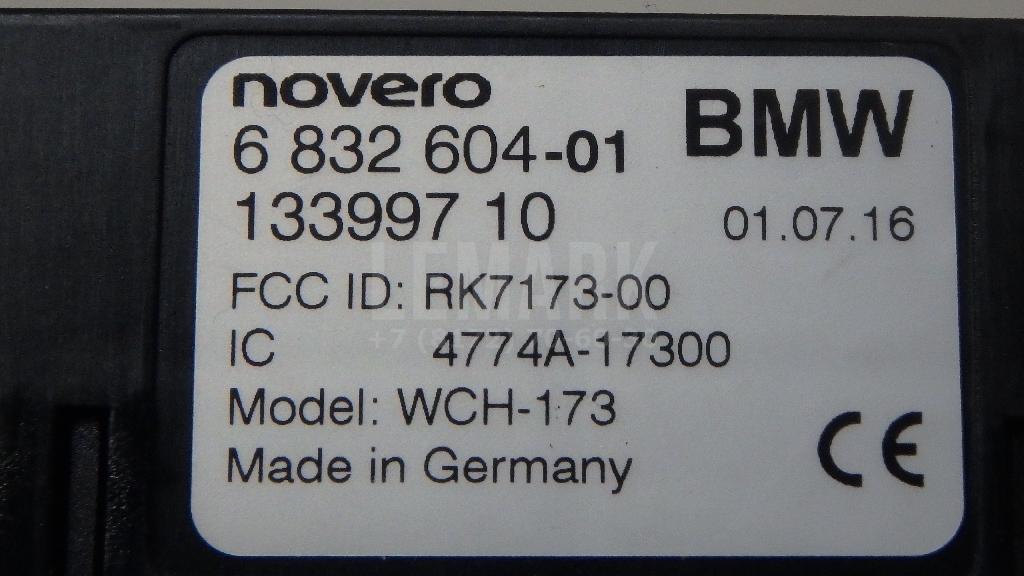 novero
BMW
6 832 604-01
133997 10
01.07.16
LEMARK
FCC ID: RK7173-00
IC 4774A-17300
Model: WCH-173
Made in Germany
CE